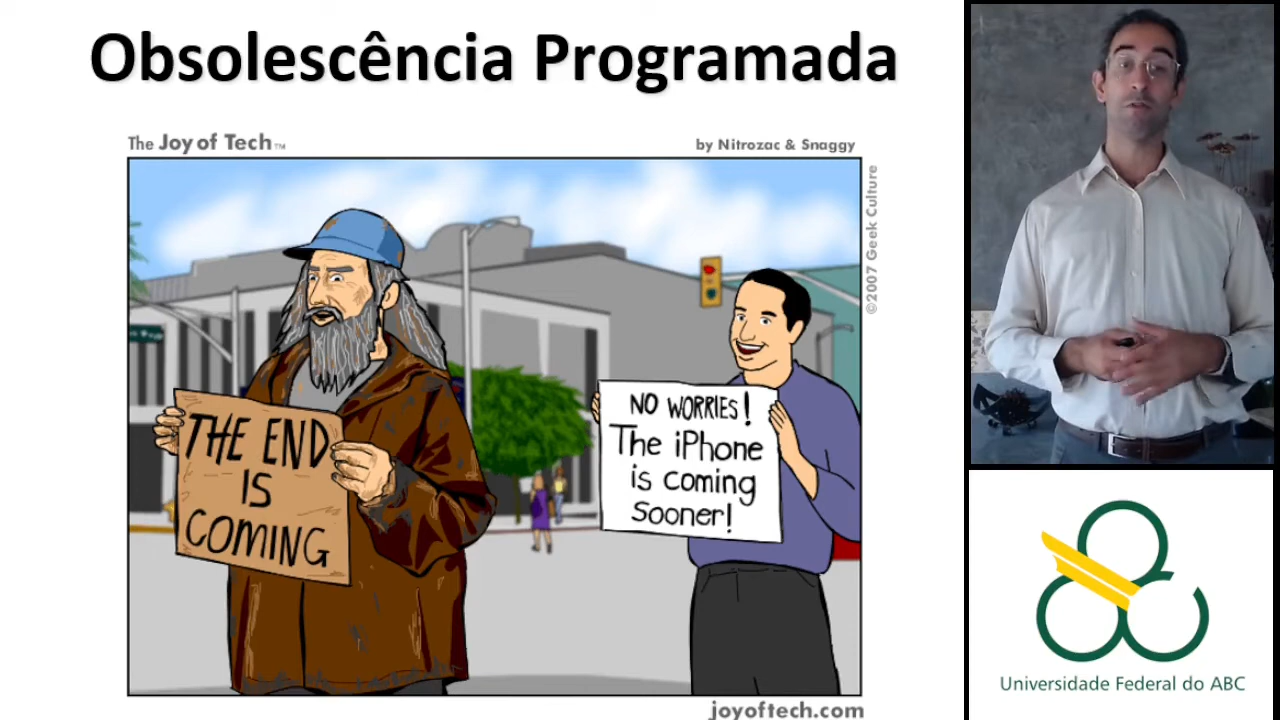 Obsolescência Programada
The Joy of Tech™
by Nitrozac & Snaggy
©2007 Geek Culture
THE END
IS
COMING
NO WORRIES!
The iPhone
is coming
sooner!
joyoftech.com
Universidade Federal do ABC